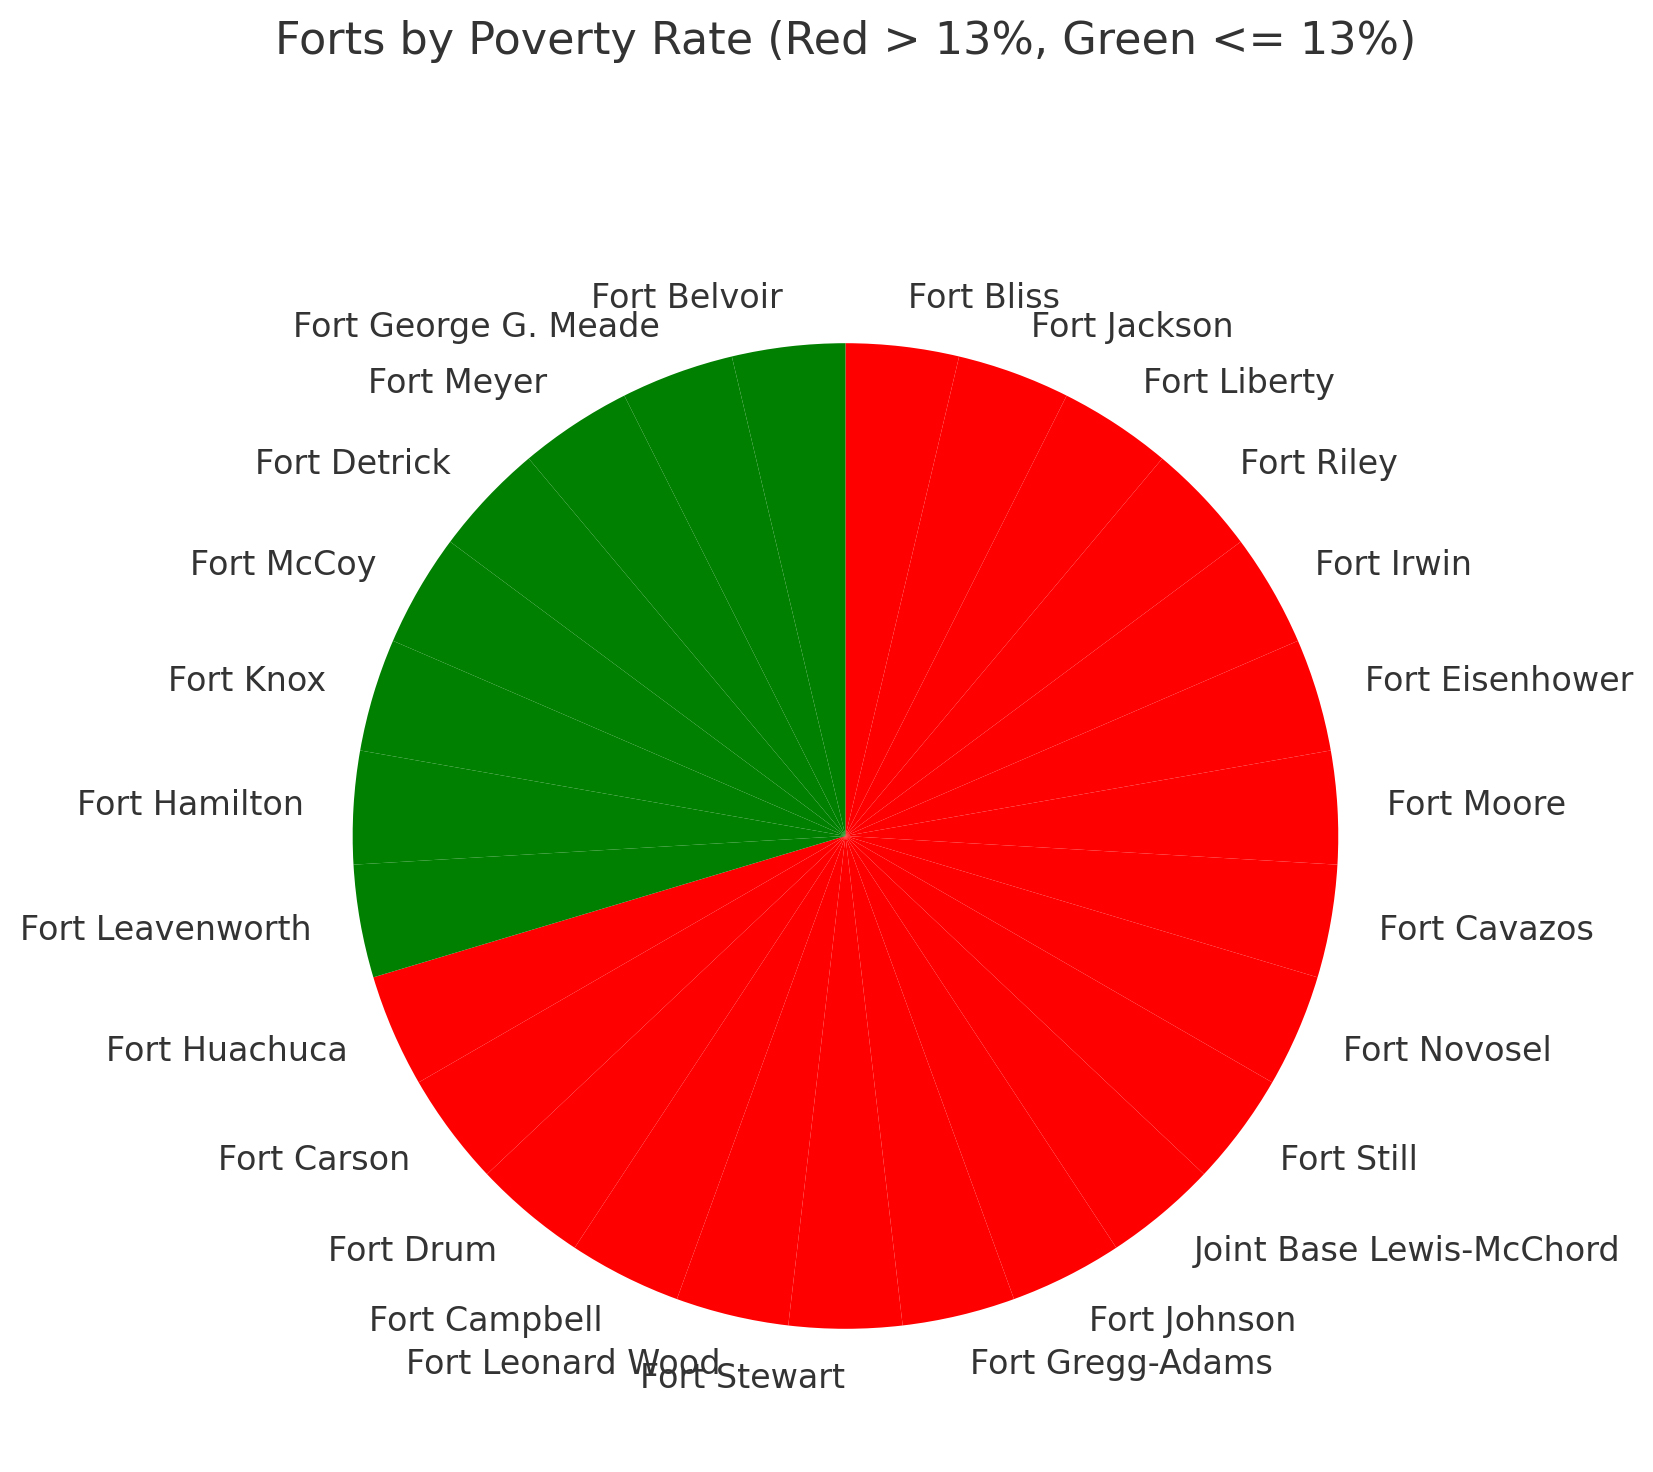 Forts by Poverty Rate (Red > 13%, Green <= 13%)
Fort Belvoir
Fort Bliss
Fort George G. Meade
Fort Jackson
Fort Meyer
Fort Liberty
Fort Detrick
Fort Riley
Fort McCoy
Fort Irwin
Fort Knox
Fort Eisenhower
Fort Hamilton
Fort Moore
Fort Leavenworth
Fort Cavazos
Fort Huachuca
Fort Novosel
Fort Carson
Fort Still
Fort Drum
Joint Base Lewis-McChord
Fort Campbell
Fort Johnson
Fort Leonard Wood
Fort Gregg-Adams
Fort Stewart